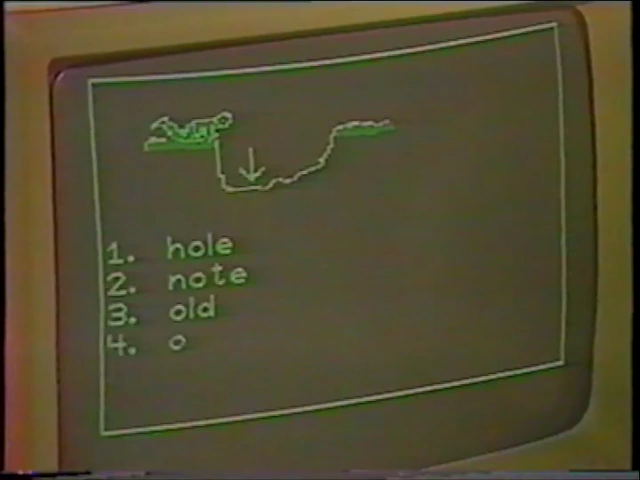 1. hole
2. note
3. old
4. o